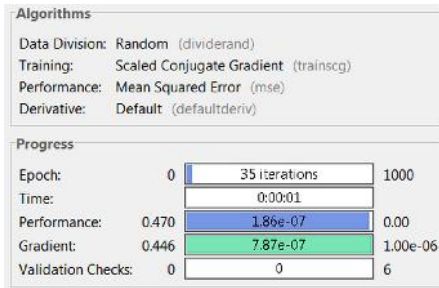 Algorithms
Data Division: Random (dividerand)
Training: Scaled Conjugate Gradient (trainscg)
Performance: Mean Squared Error (mse)
Derivative: Default (defaultderiv)
Progress
Epoch: 0 35 iterations 1000
Time: 0:00:01
Performance: 0.470 1.86e-07 0.00
Gradient: 0.446 7.87e-07 1.00e-06
Validation Checks: 0 0 6